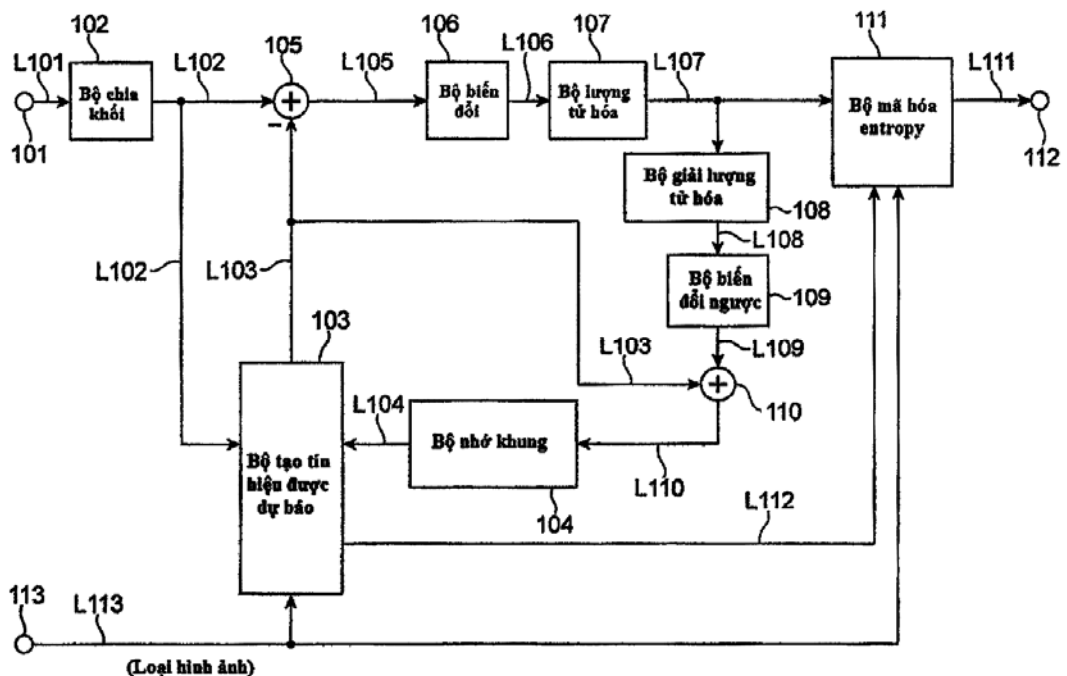 102
105
106
107
111
L101
L102
L105
L106
L107
L111
Bộ chia
khối
Bộ biến
đổi
Bộ lượng
tử hóa
Bộ mã hóa
entropy
101
112
Bộ giải lượng
tử hóa
108
L108
L102
L103
Bộ biến
đổi ngược
109
103
L103
L109
110
L104
Bộ nhớ khung
Bộ tạo tín
hiệu được
dự báo
L110
104
L112
113
L113
(Loại hình ảnh)